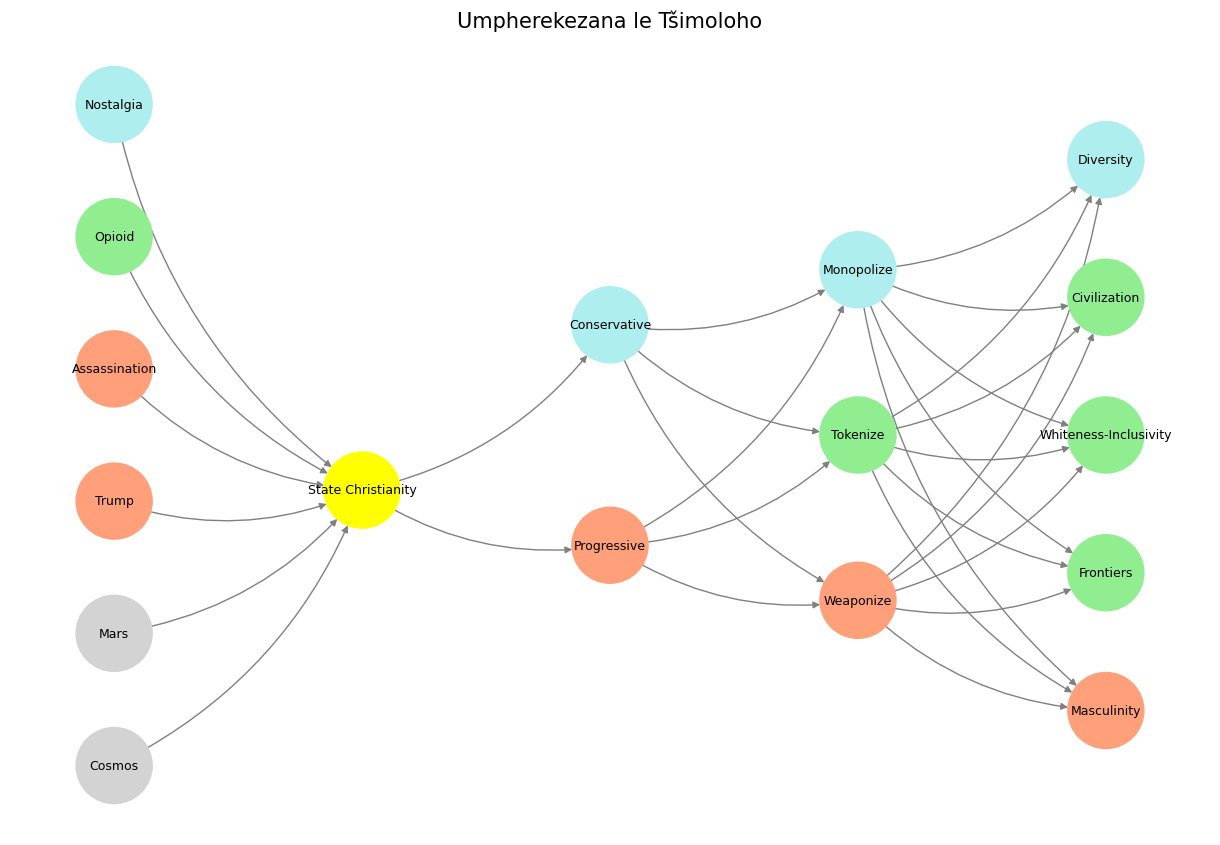 Umpherekezana le Tšimoloho
Nostalgia
Opioid
Assassination
Trump
Mars
Cosmos
State Christianity
Conservative
Progressive
Monopolize
Tokenize
Weaponize
Diversity
Civilization
Whiteness-Inclusivity
Frontiers
Masculinity